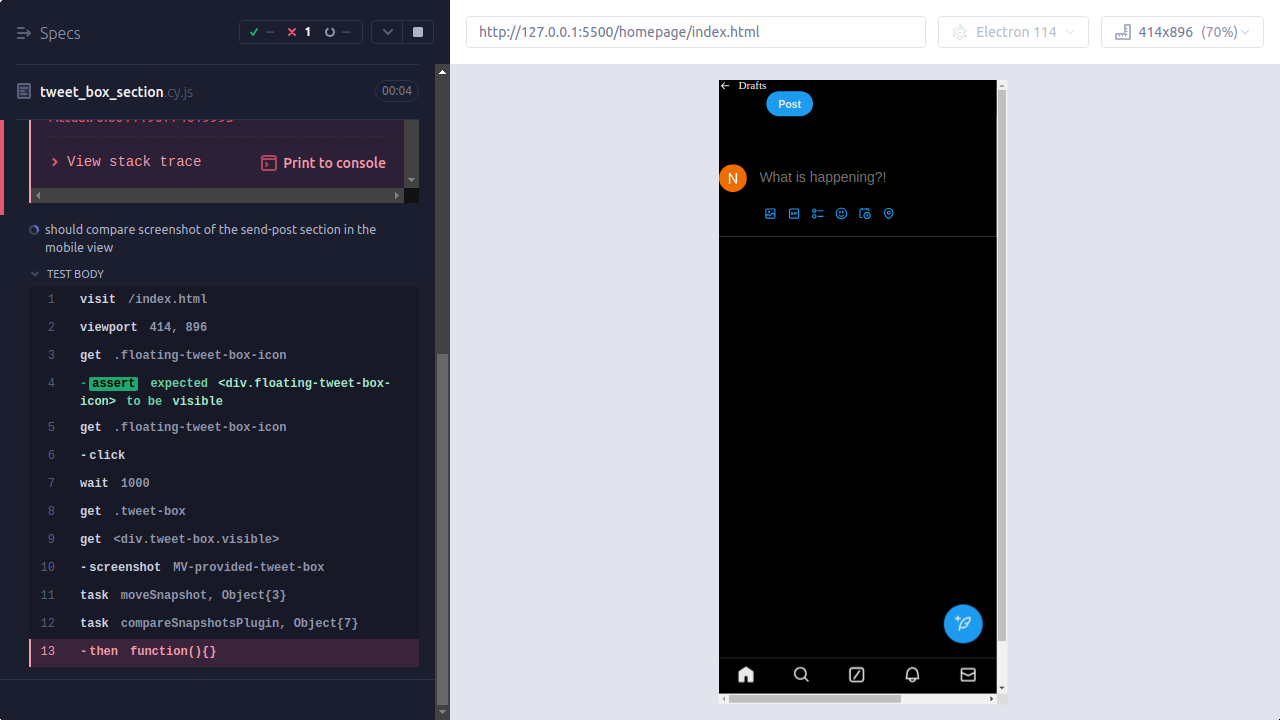 Specs
--
1
--
http://127.0.0.1:5500/homepage/index.html
Electron 114
414x896 (70%)
tweet_box_section.cy.js
00:04
View stack trace
Print to console
should compare screenshot of the send-post section in the
mobile view
TEST BODY
1 visit /index.html
2 viewport 414, 896
3 get .floating-tweet-box-icon
4 -assert expected <div.floating-tweet-box-
icon> to be visible
5 get .floating-tweet-box-icon
6 -click
7 wait 1000
8 get .tweet-box
9 get <div.tweet-box.visible>
10 -screenshot MV-provided-tweet-box
11 task moveSnapshot, Object{3}
12 task compareSnapshotsPlugin, Object{7}
13 -then function(){}
Drafts
Post
N
What is happening?!